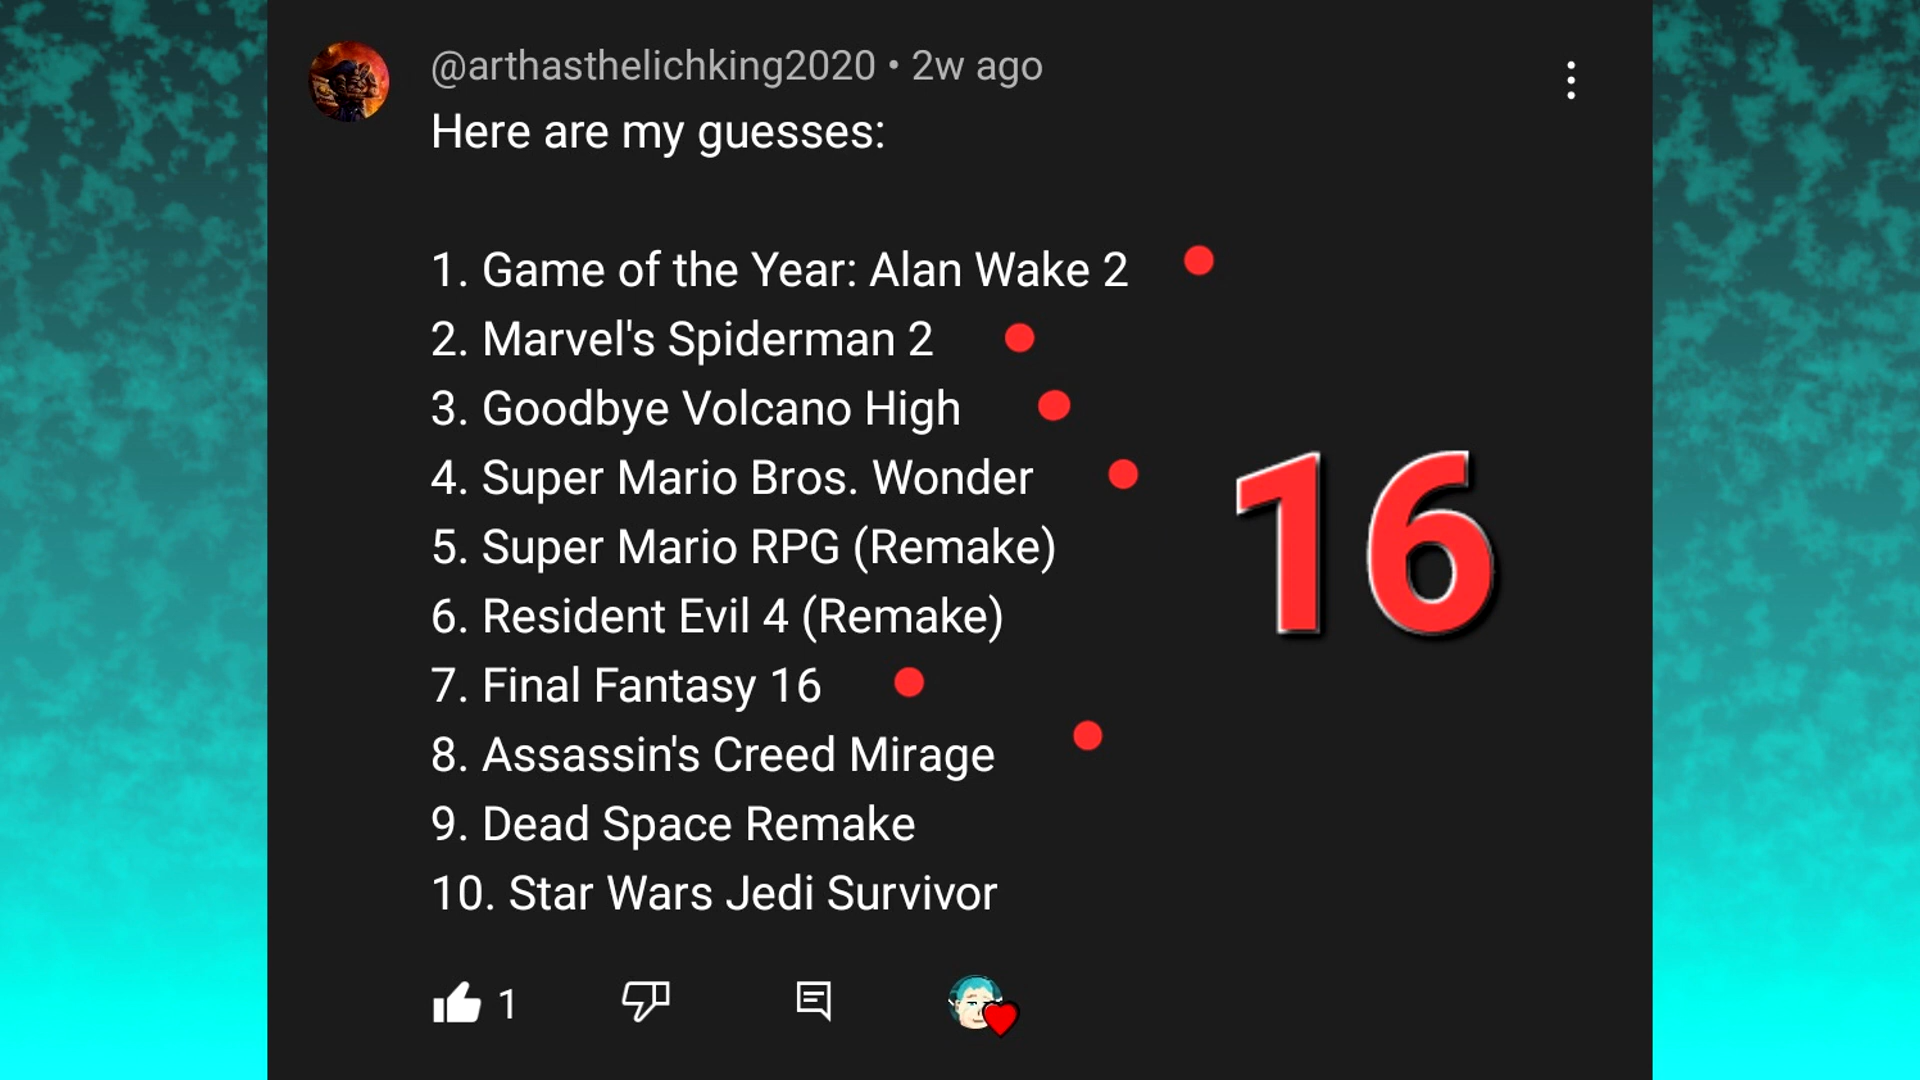 @arthasthelichking2020 • 2w ago
Here are my guesses:
1. Game of the Year: Alan Wake 2
2. Marvel's Spiderman 2
3. Goodbye Volcano High
4. Super Mario Bros. Wonder
5. Super Mario RPG (Remake)
6. Resident Evil 4 (Remake)
7. Final Fantasy 16
8. Assassin's Creed Mirage
9. Dead Space Remake
10. Star Wars Jedi Survivor
16
1